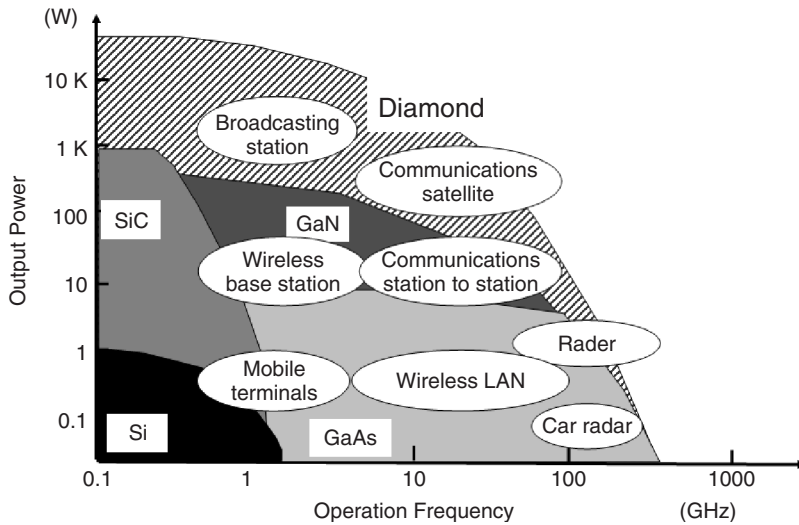 (W)
10 K
1 K
100
10
1
0.1
Output Power
Diamond
Broadcasting
station
Communications
satellite
SiC
GaN
Wireless
base station
Communications
station to station
Rader
Mobile
terminals
Wireless LAN
Car radar
Si
GaAs
0.1
1
10
100
1000
Operation Frequency
(GHz)